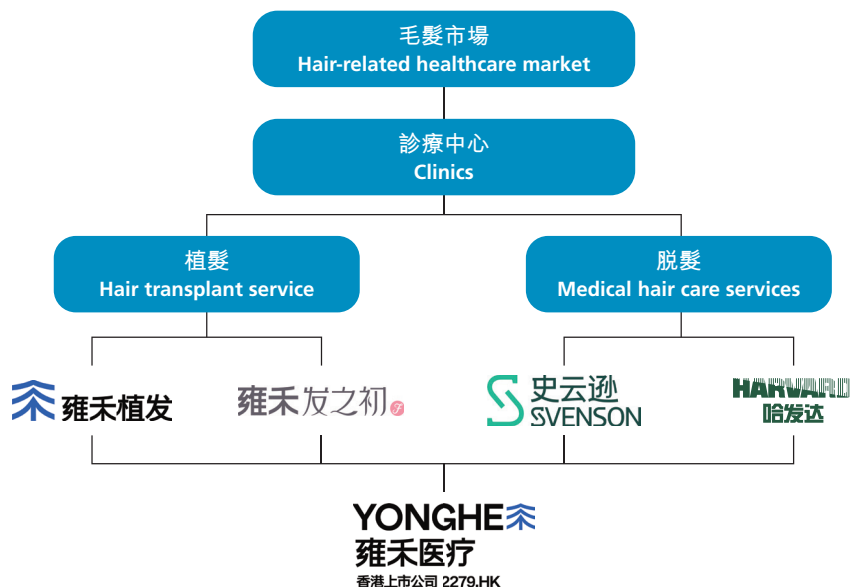 毛髮市場
Hair-related healthcare market
診療中心
Clinics
植髮
Hair transplant service
脱髮
Medical hair care services
雍禾植发
雍禾发之初
史云逊
SVENSON
HARVARD
哈发达
YONGHE
雍禾医疗
香港上市公司 2279.HK